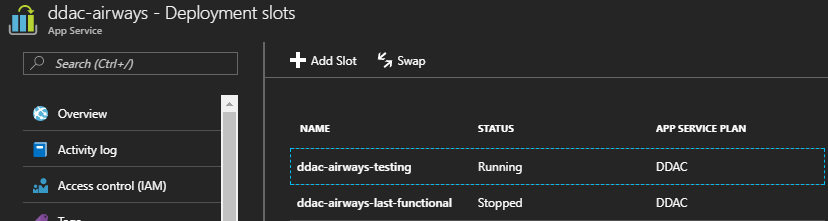 ddac-airways - Deployment slots
App Service
Search (Ctrl+/)
Add Slot
Swap
Overview
Activity log
Access control (IAM)
Tags
NAME STATUS APP SERVICE PLAN
ddac-airways-testing Running DDAC
ddac-airways-last-functional Stopped DDAC